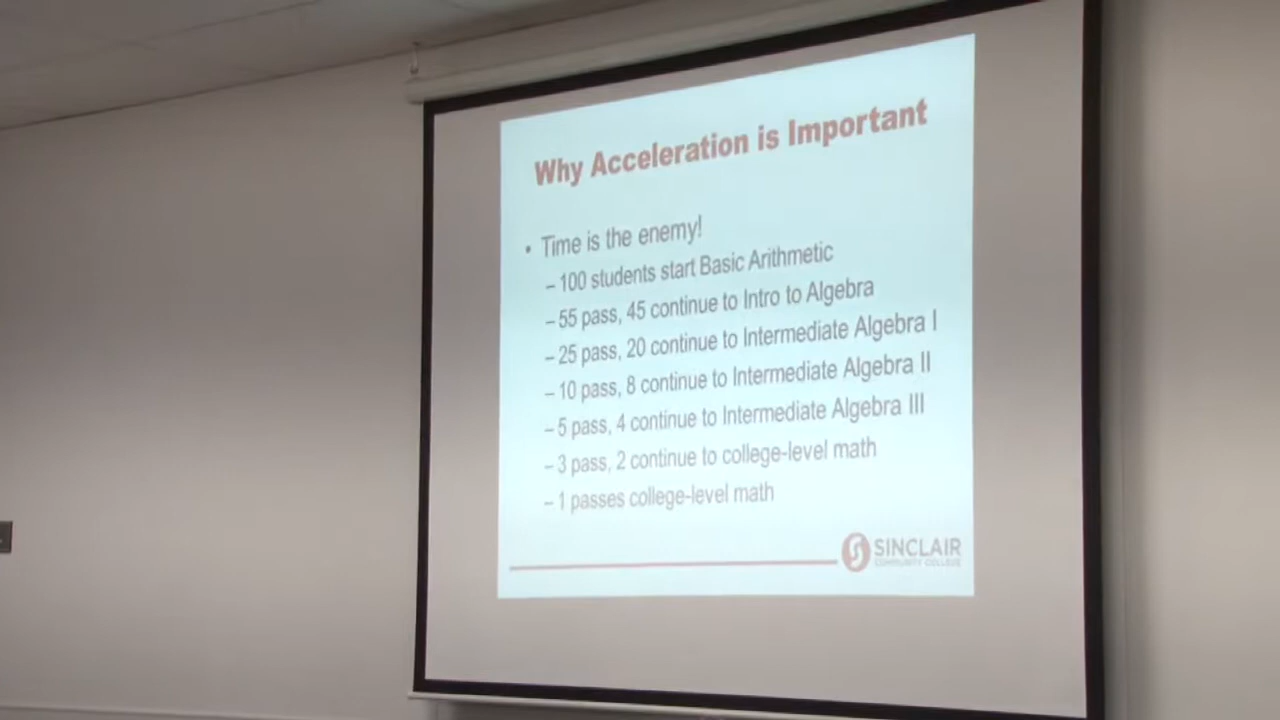 Why Acceleration is Important
• Time is the enemy!
– 100 students start Basic Arithmetic
– 55 pass, 45 continue to Intro to Algebra
– 25 pass, 20 continue to Intermediate Algebra I
– 10 pass, 8 continue to Intermediate Algebra II
– 5 pass, 4 continue to Intermediate Algebra III
– 3 pass, 2 continue to college-level math
– 1 passes college-level math
SINCLAIR
COMMUNITY COLLEGE